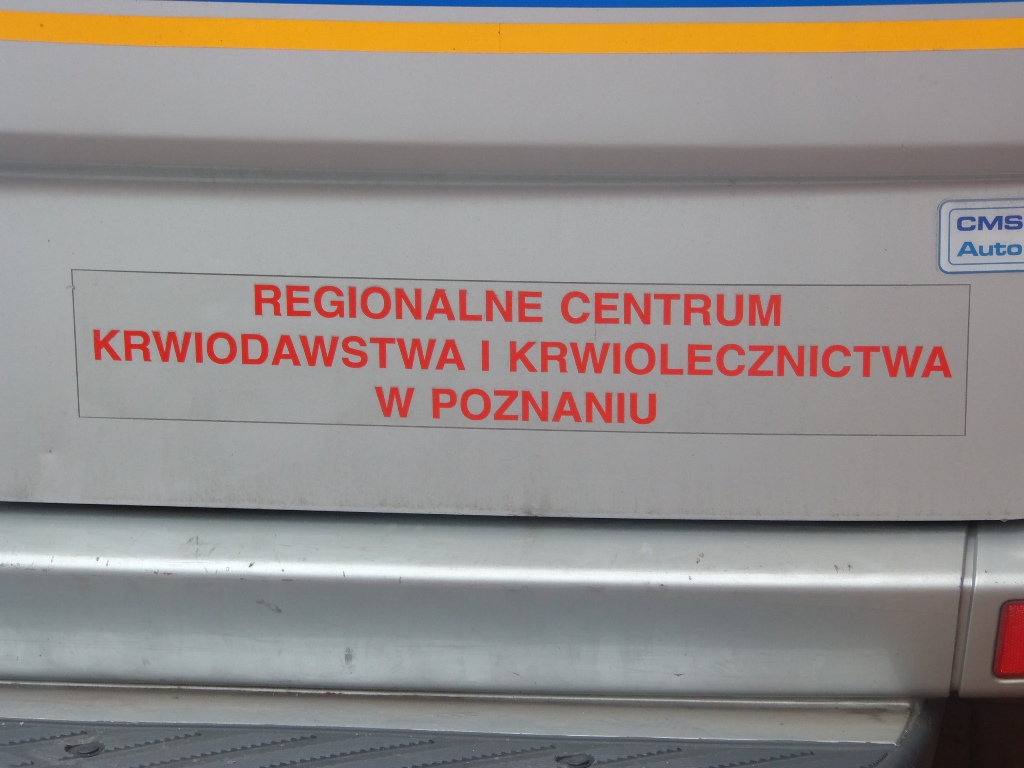 CMS
Auto
REGIONALNE CENTRUM
KRWIODAWSTWA I KRWIOLECZNICTWA
W POZNANIU